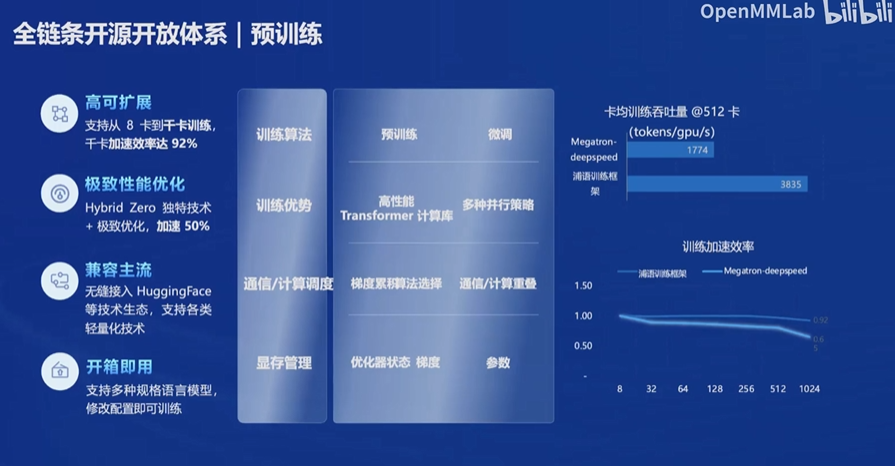 OpenMMLab bilibili
全链条开源开放体系｜预训练
高可扩展
支持从 8 卡到千卡训练，
千卡加速效率达 92%
极致性能优化
Hybrid Zero 独特技术
+ 极致优化，加速 50%
兼容主流
无缝接入 HuggingFace
等技术生态，支持各类
轻量化技术
开箱即用
支持多种规格语言模型，
修改配置即可训练
训练算法
预训练
微调
训练优势
高性能
Transformer 计算库
多种并行策略
通信/计算调度
梯度累积算法选择
通信/计算重叠
显存管理
优化器状态 梯度
参数
卡均训练吞吐量 @512 卡
(tokens/gpu/s)
Megatron-
deepspeed
1774
浦语训练框
架
3835
训练加速效率
浦语训练框架
Megatron-deepspeed
1.50
1.00
0.50
-
0.92
0.6
5
8 32 64 128 256 512 1024